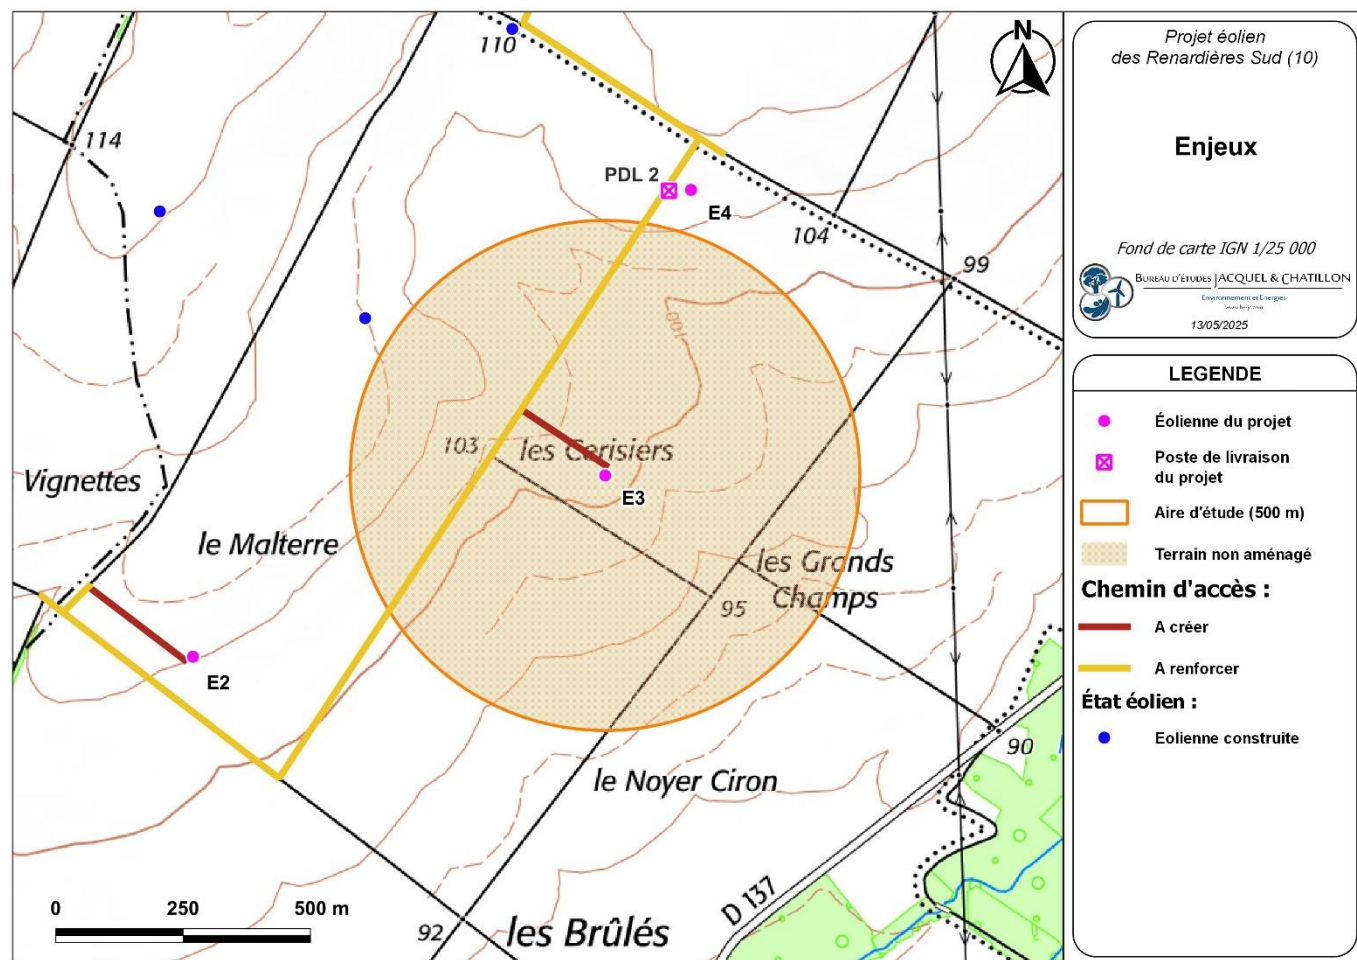 110
N
114
PDL 2
E4
104
99
100
103
les Cerisiers
E3
Vignettes
le Malterre
les Grands
Champs
95
E2
90
le Noyer Ciron
0 250 500 m
D 137
92
les Brûlés
Projet éolien
des Renardières Sud (10)
Enjeux
Fond de carte IGN 1/25 000
BUREAU D'ÉTUDES JACQUEL & CHATILLON
Environnement et Energies
13/05/2025
LEGENDE
Éolienne du projet
Poste de livraison
du projet
Aire d'étude (500 m)
Terrain non aménagé
Chemin d'accès :
A créer
A renforcer
État éolien :
Eolienne construite